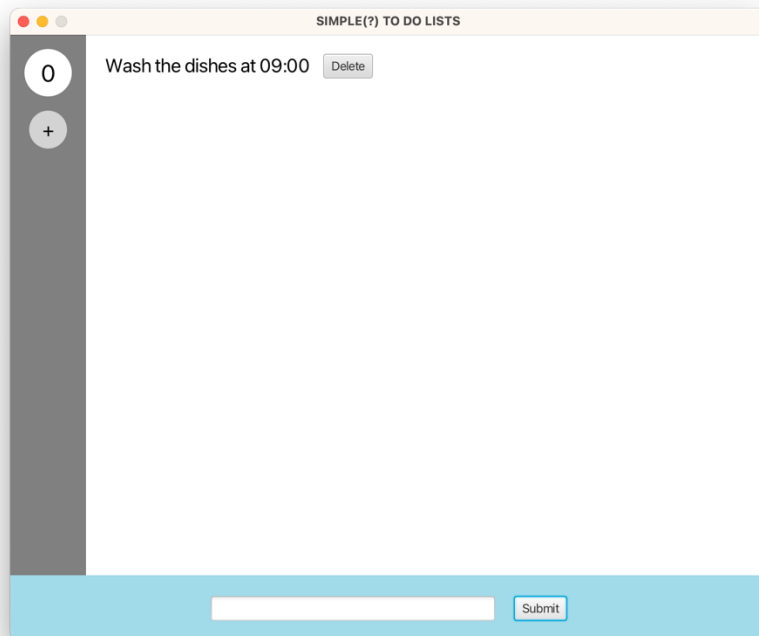 SIMPLE(?) TO DO LISTS
0
Wash the dishes at 09:00 Delete
+
Submit